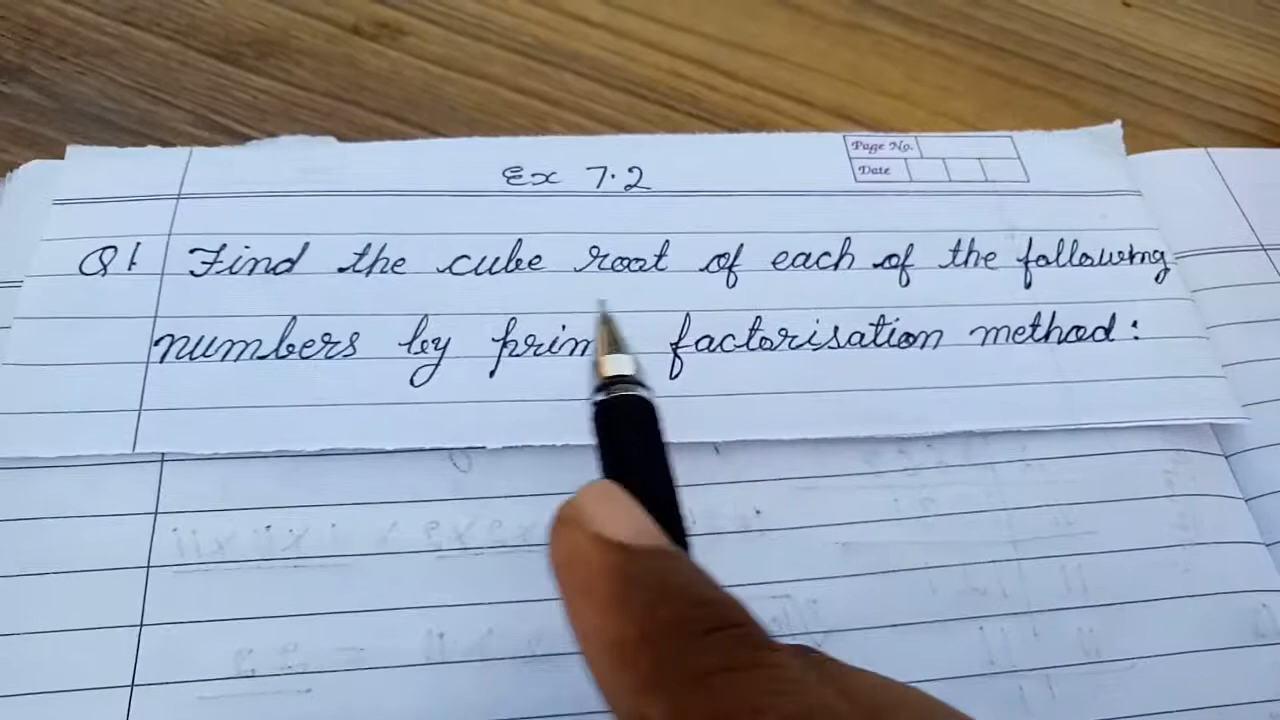 Page No.
Date
Ex 7.2
Q1 Find the cube root of each of the following
numbers by prim factorisation method: